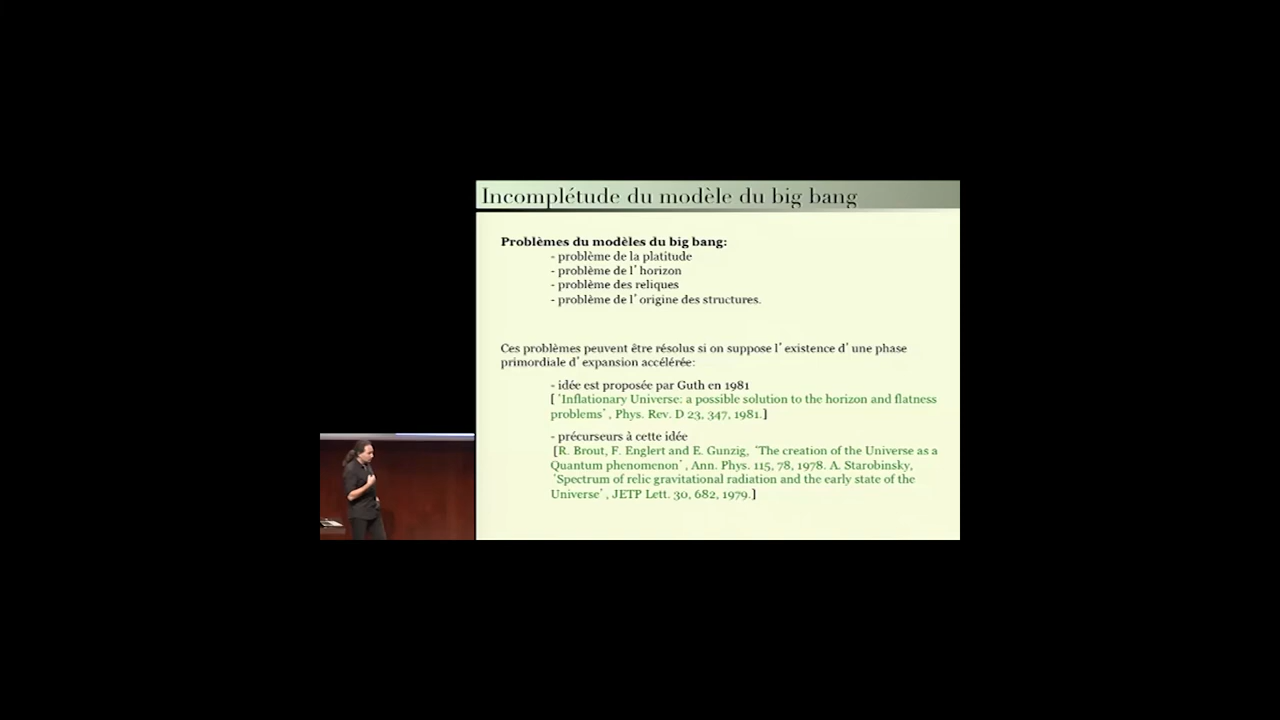 Incomplétude du modèle du big bang
Problèmes du modèles du big bang:
- problème de la platitude
- problème de l'horizon
- problème des reliques
- problème de l'origine des structures.
Ces problèmes peuvent être résolus si on suppose l'existence d'une phase
primordiale d'expansion accélérée:
- idée est proposée par Guth en 1981
['Inflationary Universe: a possible solution to the horizon and flatness
problems', Phys. Rev. D 23, 347, 1981.]
- précurseurs à cette idée
[R. Brout, F. Englert and E. Gunzig, 'The creation of the Universe as a
Quantum phenomenon', Ann. Phys. 115, 78, 1978. A. Starobinsky,
'Spectrum of relic gravitational radiation and the early state of the
Universe', JETP Lett. 30, 682, 1979.]